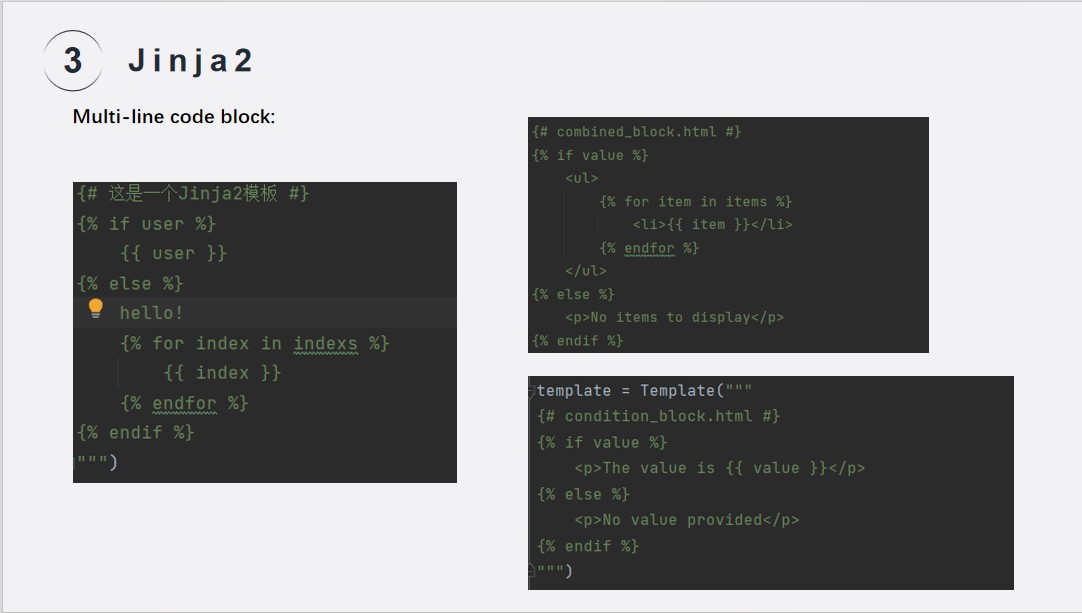 3 Jinja2
Multi-line code block:
{# 这是一个Jinja2模板 #}
{% if user %}
    {{ user }}
{% else %}
    hello!
    {% for index in indexs %}
        {{ index }}
    {% endfor %}
{% endif %}
""")
{# combined_block.html #}
{% if value %}
    <ul>
        {% for item in items %}
            <li>{{ item }}</li>
        {% endfor %}
    </ul>
{% else %}
    <p>No items to display</p>
{% endif %}
template = Template("""
{# condition_block.html #}
{% if value %}
    <p>The value is {{ value }}</p>
{% else %}
    <p>No value provided</p>
{% endif %}
""")